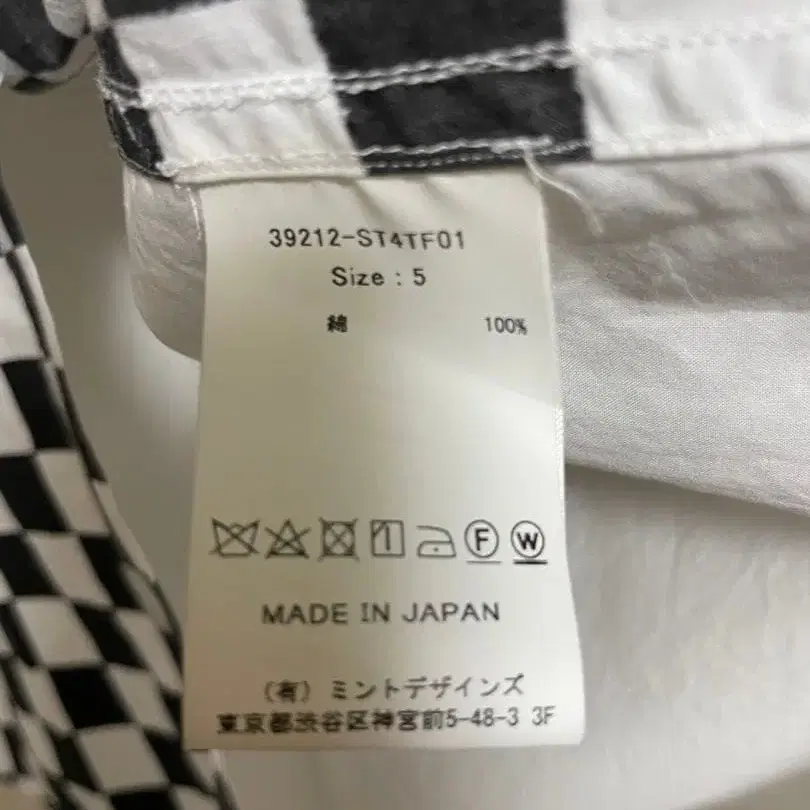 39212-ST4TF01
Size : 5
綿 100%
F W
MADE IN JAPAN
(有) ミントデザインズ
東京都渋谷区神宮前5-48-3 3F